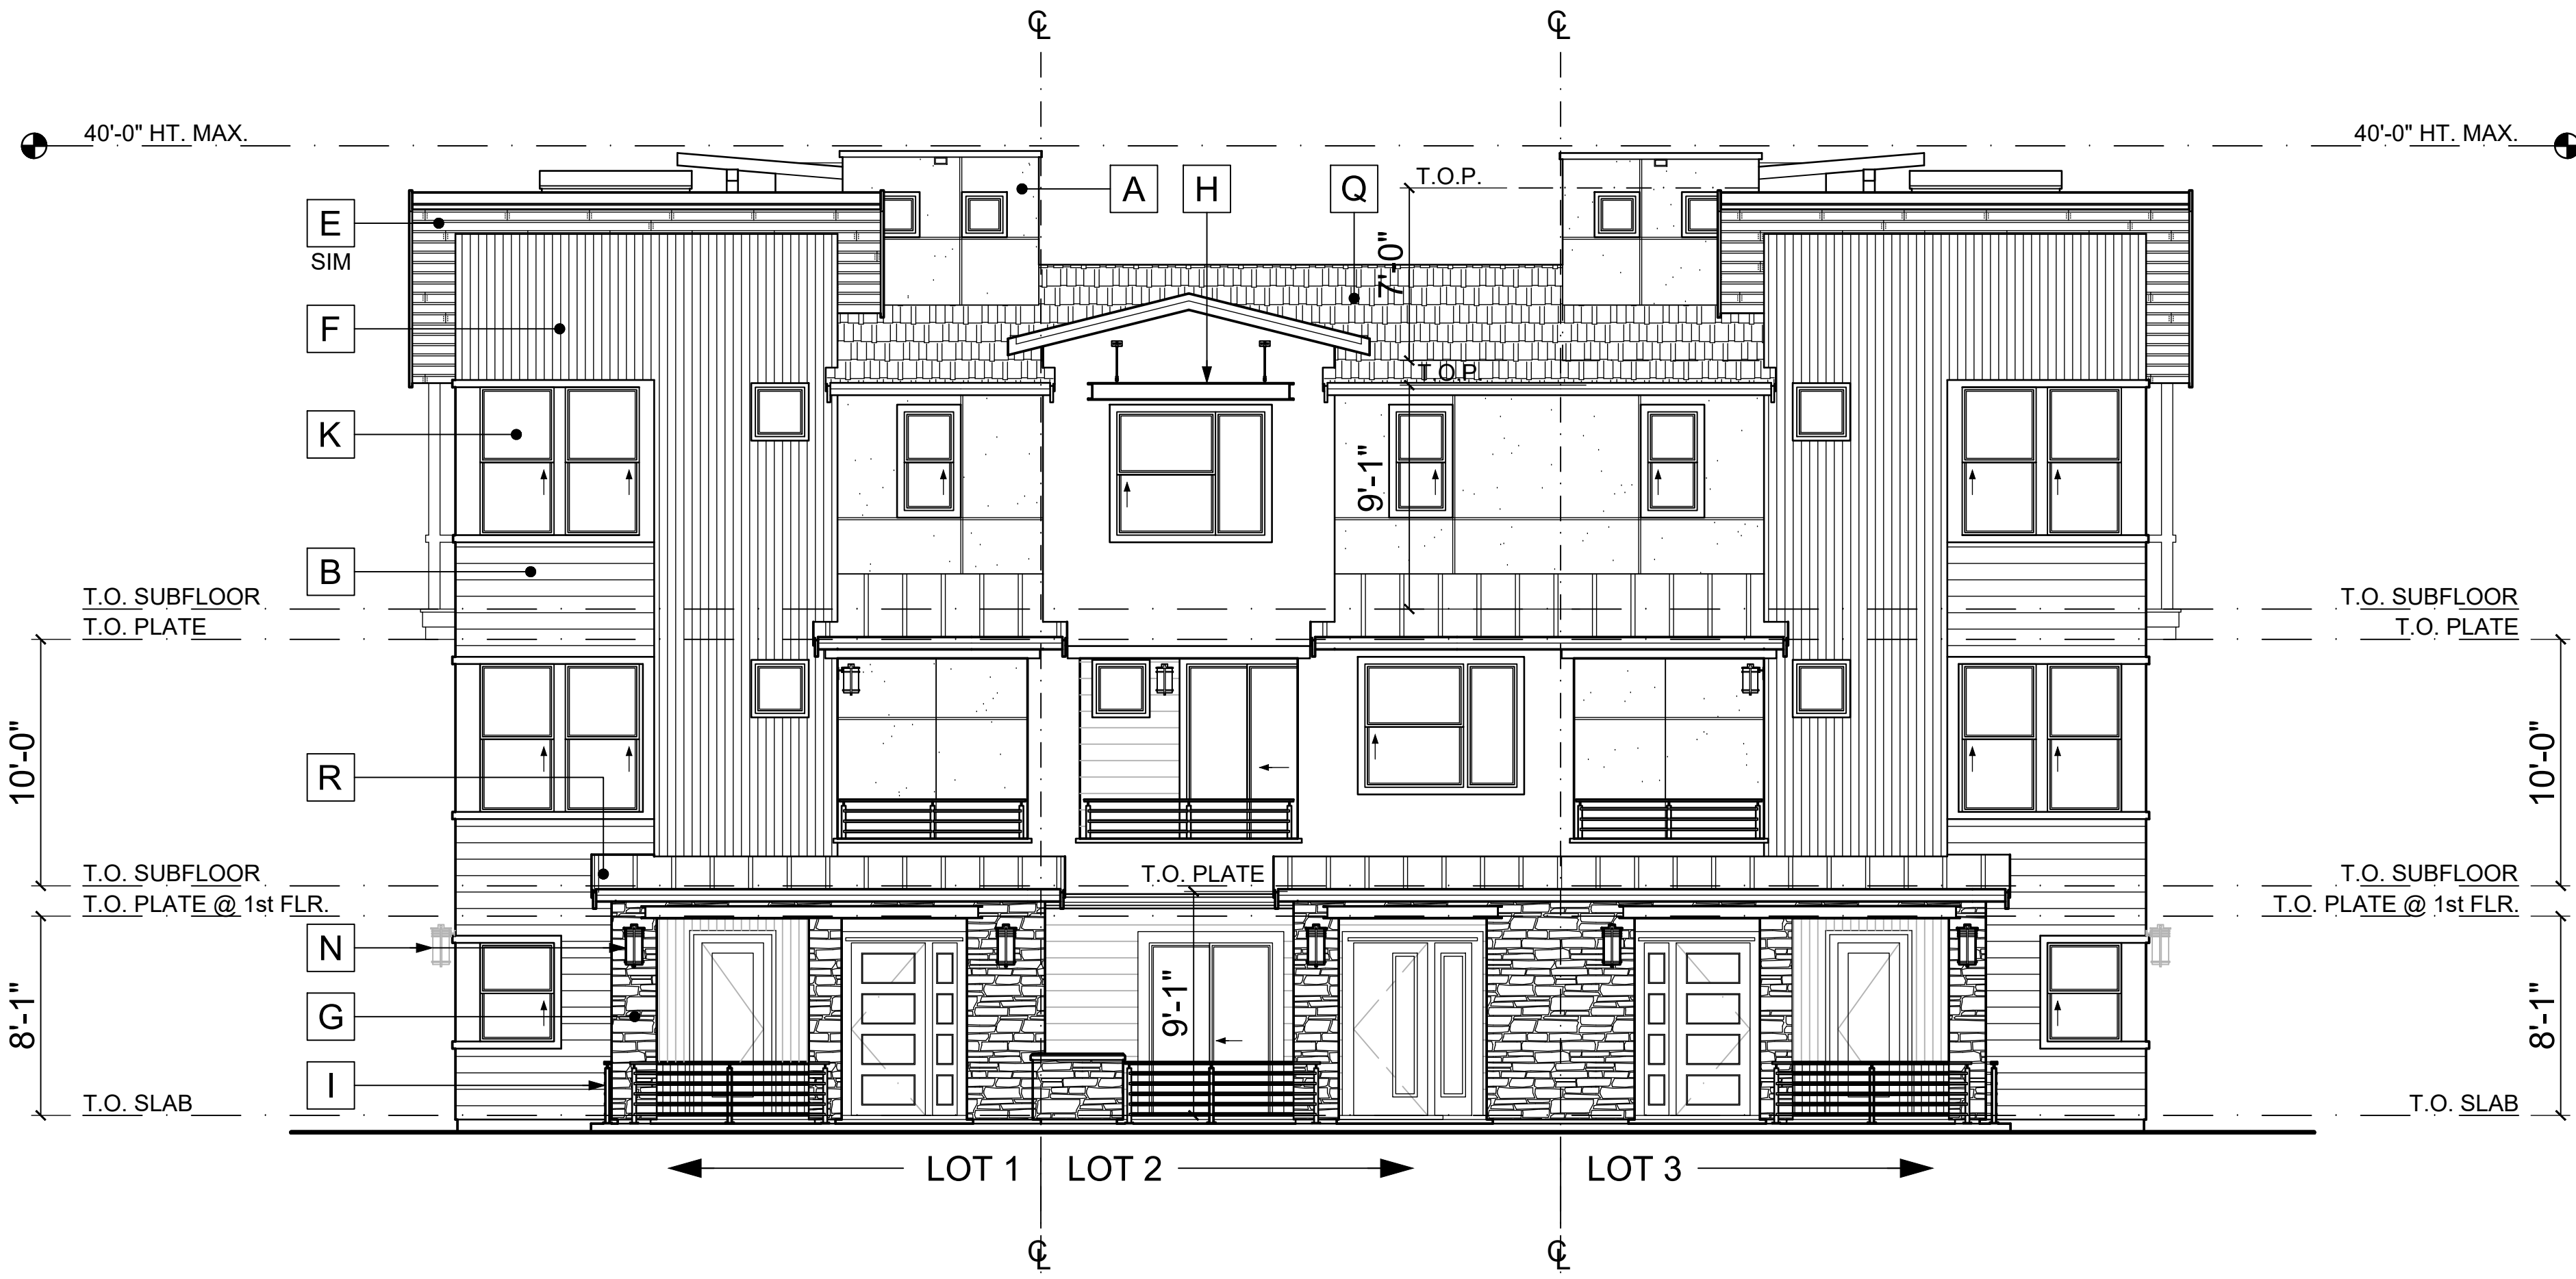 ℄ ℄
40'-0" HT. MAX. 40'-0" HT. MAX.
A H Q T.O.P.
E
SIM
7'-0"
F
T.O.P.
K
9'-1"
B
T.O. SUBFLOOR T.O. SUBFLOOR
T.O. PLATE T.O. PLATE
10'-0" 10'-0"
R
T.O. SUBFLOOR T.O. PLATE T.O. SUBFLOOR
T.O. PLATE @ 1st FLR. T.O. PLATE @ 1st FLR.
N
8'-1" 9'-1" 8'-1"
G
I
T.O. SLAB T.O. SLAB
LOT 1 LOT 2 LOT 3
℄ ℄